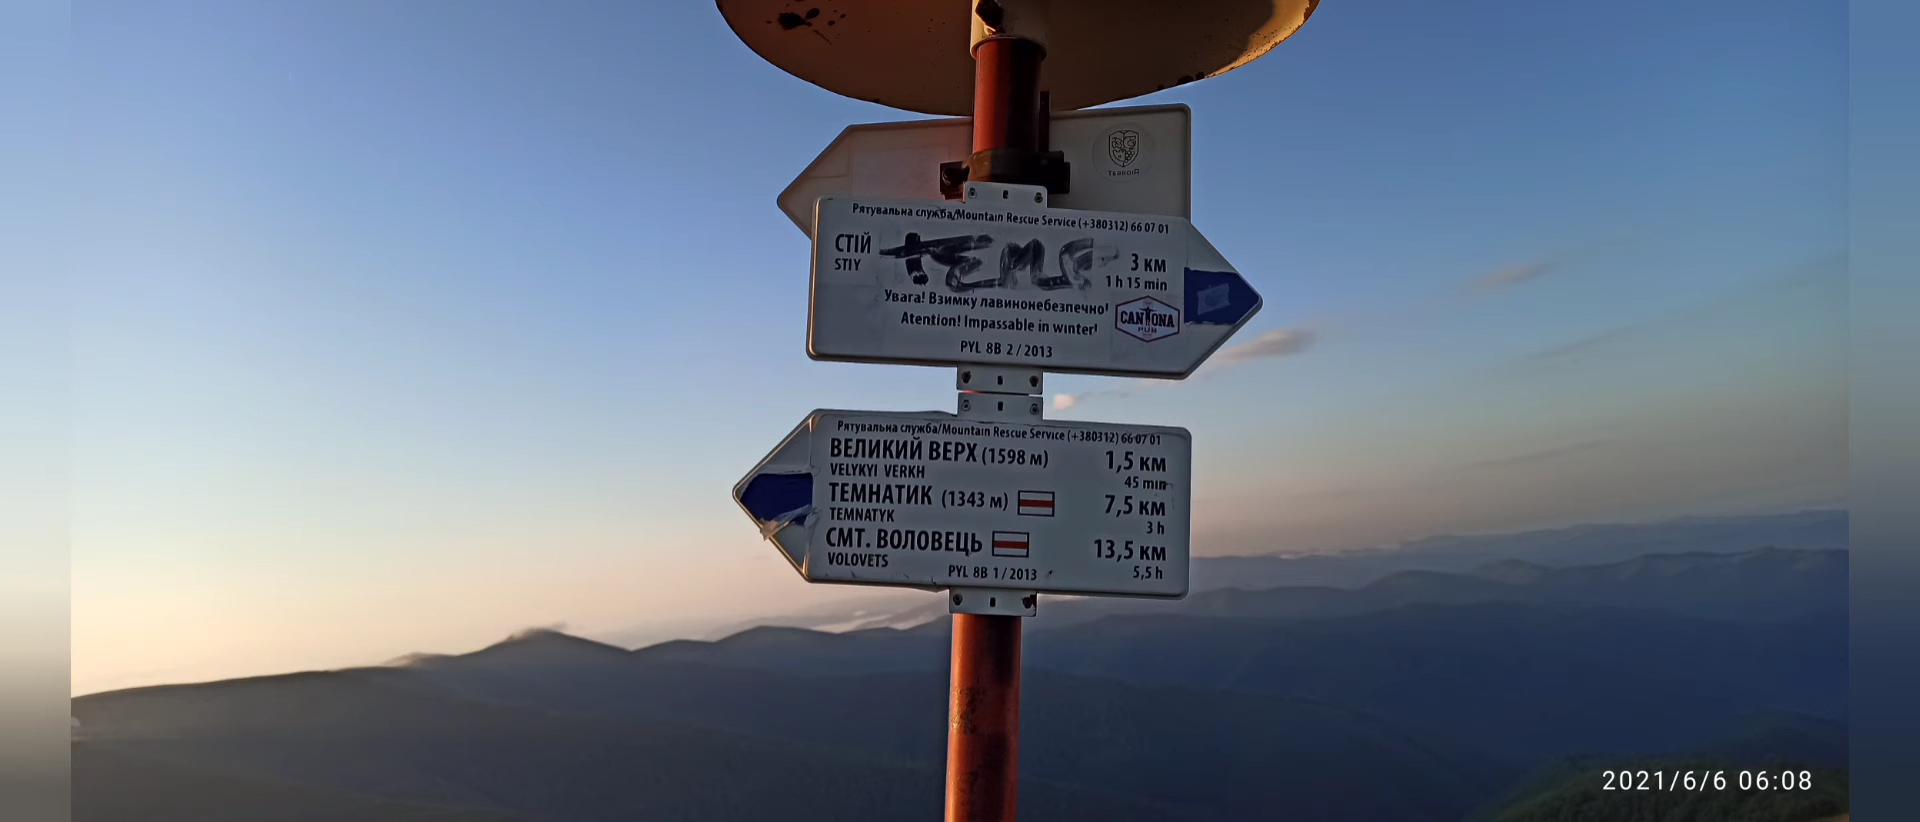 TERROIR
Рятувальна служба/Mountain Rescue Service (+380312) 66 07 01
СТІЙ
STIY
TEMF
3 км
1 h 15 min
Увага! Взимку лавинонебезпечно!
Atention! Impassable in winter!
CANTONA
PUB
PYL 8B 2/2013
Рятувальна служба/Mountain Rescue Service (+380312) 66 07 01
ВЕЛИКИЙ ВЕРХ (1598 м) 1,5 км
VELYKYI VERKH 45 min
ТЕМНАТИК (1343 м) 7,5 км
TEMNATYK 3 h
СМТ. ВОЛОВЕЦЬ 13,5 км
VOLOVETS PYL 8B 1/2013 5,5 h
2021/6/6 06:08